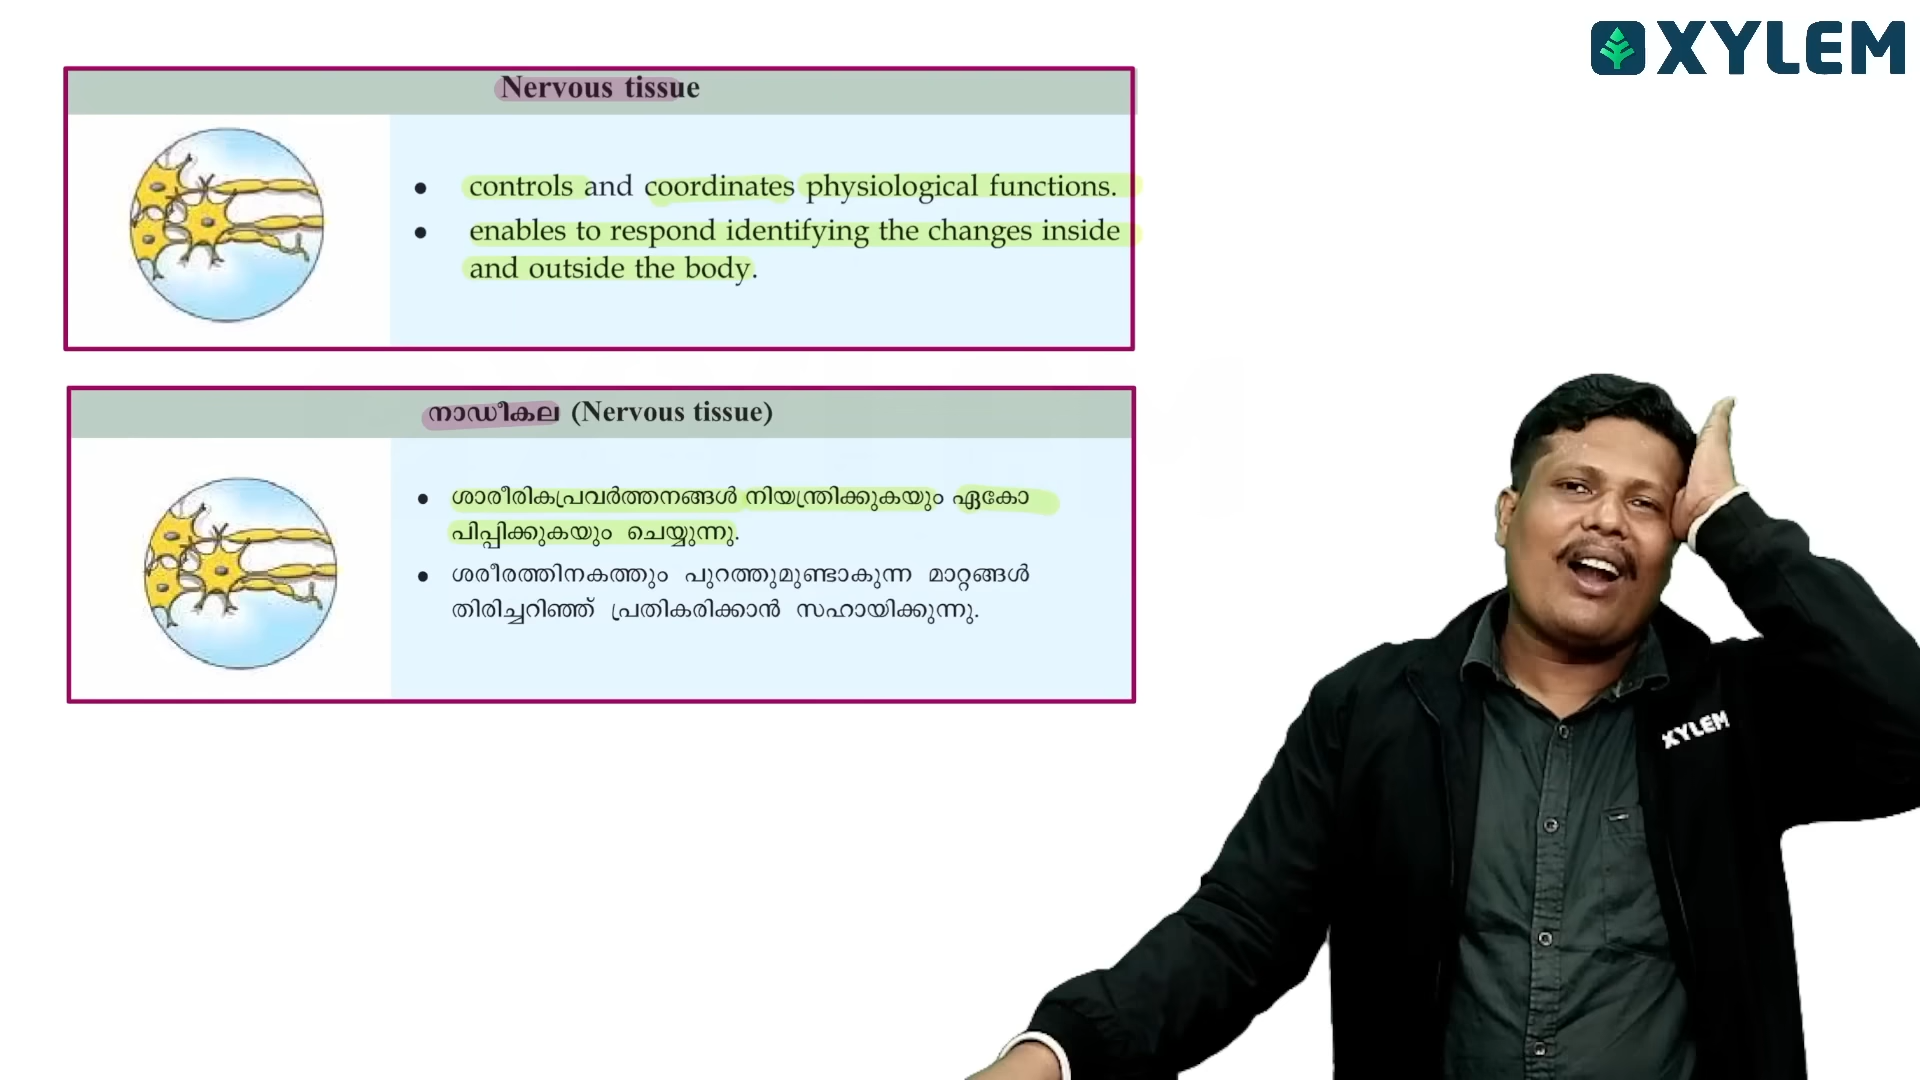 XYLEM
Nervous tissue
• controls and coordinates physiological functions.
• enables to respond identifying the changes inside
and outside the body.
നാഡീകല (Nervous tissue)
• ശാരീരികപ്രവർത്തനങ്ങൾ നിയന്ത്രിക്കുകയും ഏകോ
പിപ്പിക്കുകയും ചെയ്യുന്നു.
• ശരീരത്തിനകത്തും പുറത്തുമുണ്ടാകുന്ന മാറ്റങ്ങൾ
തിരിച്ചറിഞ്ഞ് പ്രതികരിക്കാൻ സഹായിക്കുന്നു.
XYLEM